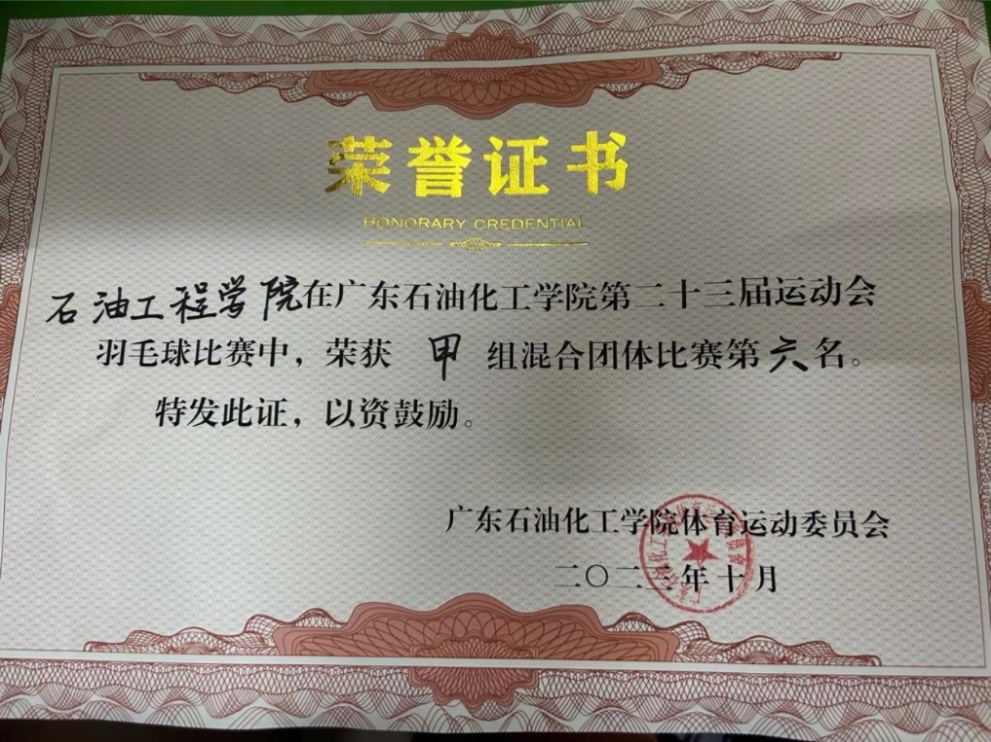 荣誉证书
HONORARY CREDENTIAL
石油工程学院在广东石油化工学院第二十三届运动会
羽毛球比赛中，荣获 甲 组混合团体比赛第六名。
特发此证，以资鼓励。
广东石油化工学院体育运动委员会
二〇二三年十月